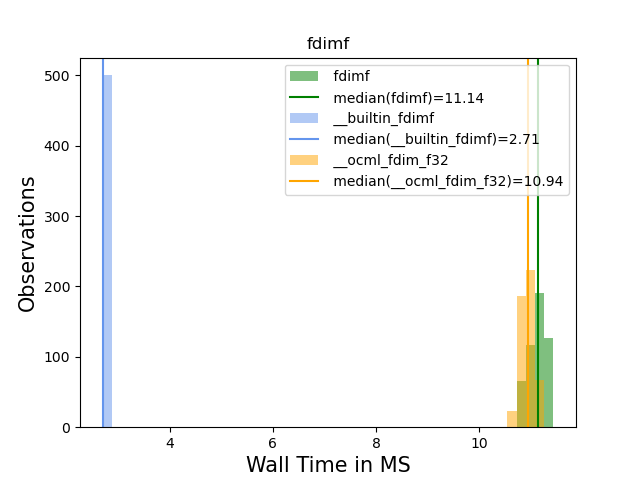 fdimf
fdimf
median(fdimf)=11.14
__builtin_fdimf
median(__builtin_fdimf)=2.71
__ocml_fdim_f32
median(__ocml_fdim_f32)=10.94
Observations
500
400
300
200
100
0
4 6 8 10
Wall Time in MS